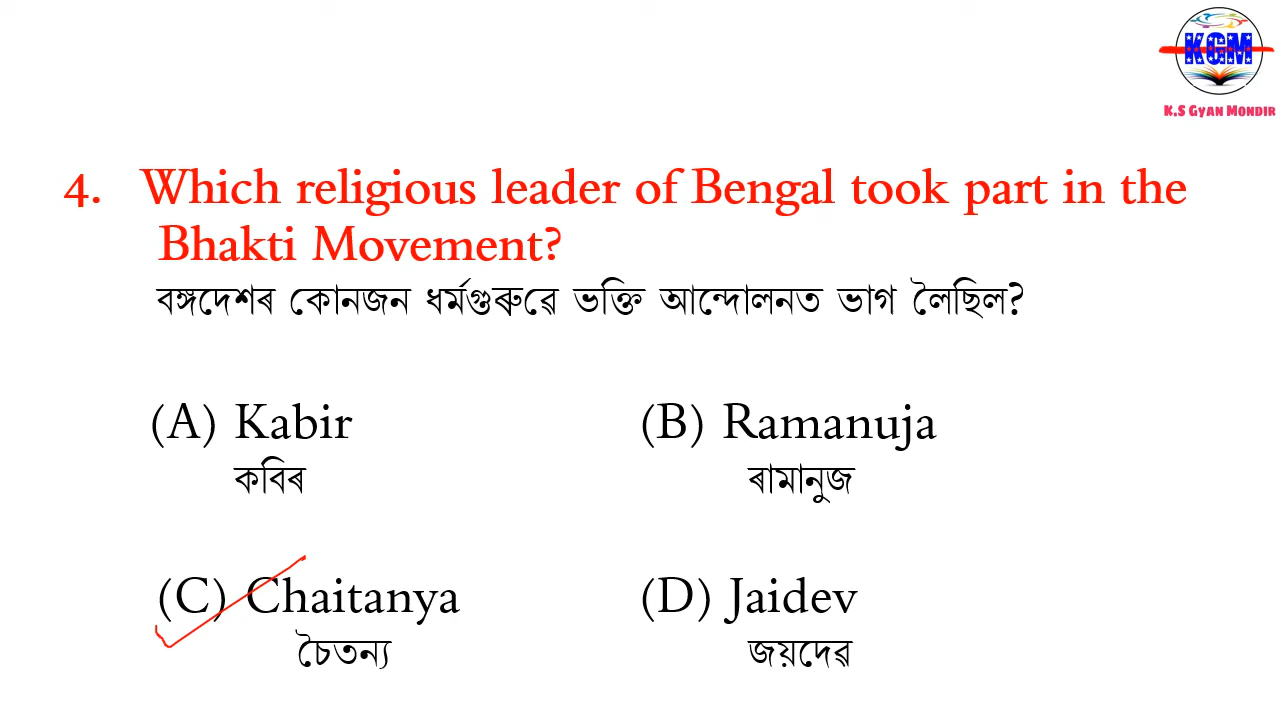 KGM
K.S GYAN MONDIR
4. Which religious leader of Bengal took part in the
Bhakti Movement?
বঙ্গদেশৰ কোনজন ধৰ্মগুৰুৱে ভক্তি আন্দোলনত ভাগ লৈছিল?
(A) Kabir (B) Ramanuja
কবিৰ ৰামানুজ
(C) Chaitanya (D) Jaidev
চৈতন্য জয়দেৱ